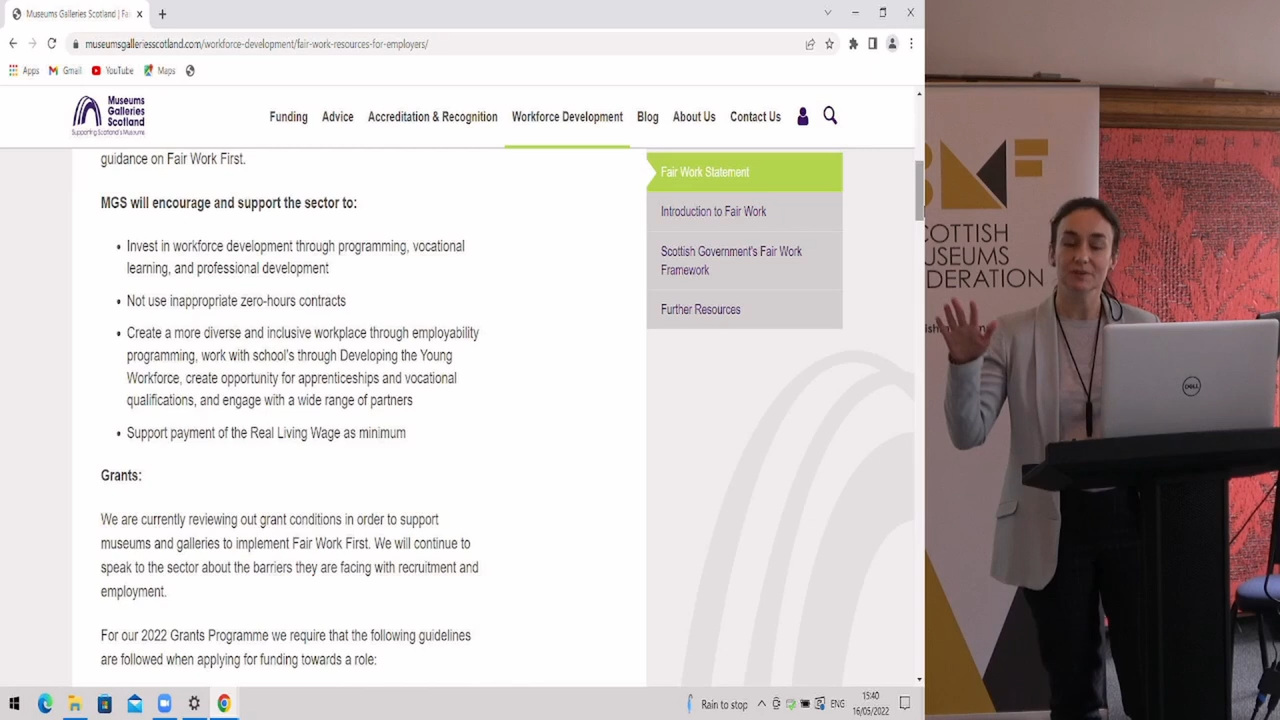 Museums Galleries Scotland | Fai
museumsgalleriesscotland.com/workforce-development/fair-work-resources-for-employers/
Apps Gmail YouTube Maps
Museums
Galleries
Scotland
Supporting Scotland's Museums
Funding Advice Accreditation & Recognition Workforce Development Blog About Us Contact Us
guidance on Fair Work First.
MGS will encourage and support the sector to:
• Invest in workforce development through programming, vocational
learning, and professional development
• Not use inappropriate zero-hours contracts
• Create a more diverse and inclusive workplace through employability
programming, work with school's through Developing the Young
Workforce, create opportunity for apprenticeships and vocational
qualifications, and engage with a wide range of partners
• Support payment of the Real Living Wage as minimum
Grants:
We are currently reviewing out grant conditions in order to support
museums and galleries to implement Fair Work First. We will continue to
speak to the sector about the barriers they are facing with recruitment and
employment.
For our 2022 Grants Programme we require that the following guidelines
are followed when applying for funding towards a role:
Fair Work Statement
Introduction to Fair Work
Scottish Government's Fair Work
Framework
Further Resources
COTTISH
USEUMS
DERATION
DELL
Rain to stop
ENG
15:40
16/05/2022